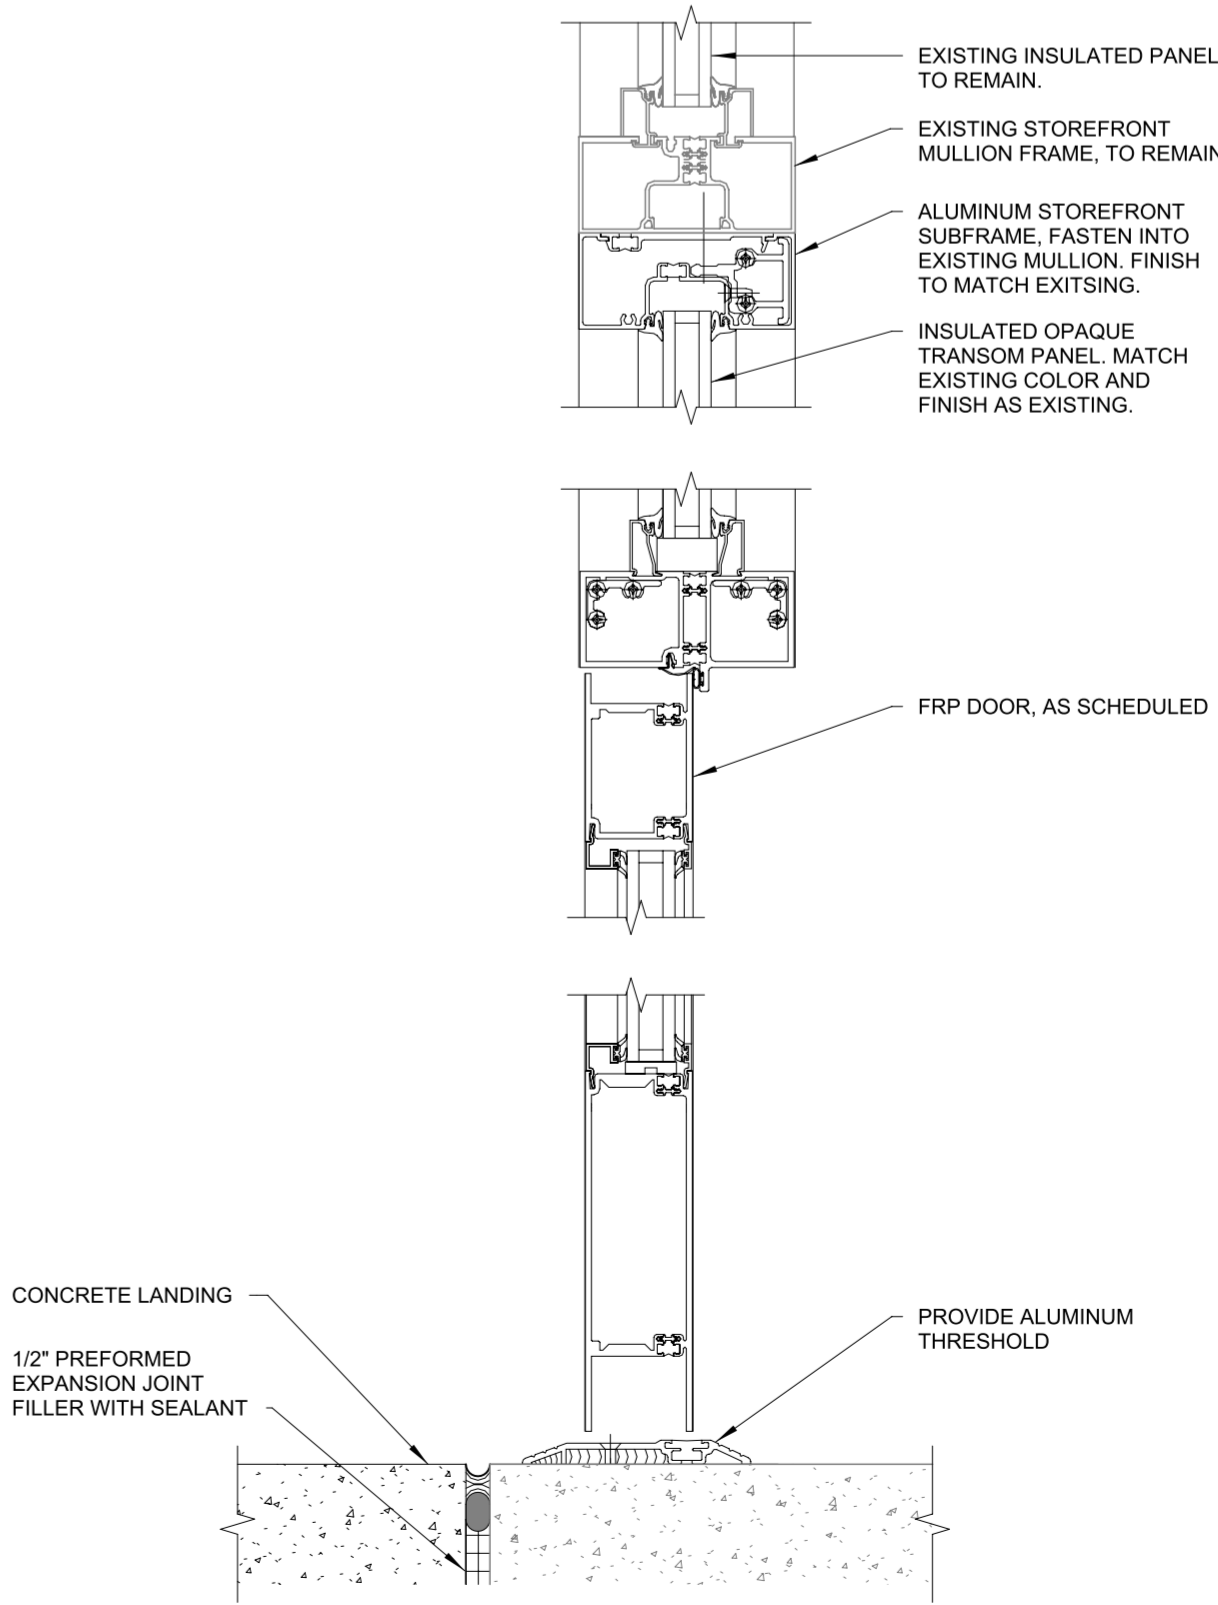 EXISTING INSULATED PANEL
TO REMAIN.
EXISTING STOREFRONT
MULLION FRAME, TO REMAIN
ALUMINUM STOREFRONT
SUBFRAME, FASTEN INTO
EXISTING MULLION. FINISH
TO MATCH EXITSING.
INSULATED OPAQUE
TRANSOM PANEL. MATCH
EXISTING COLOR AND
FINISH AS EXISTING.
FRP DOOR, AS SCHEDULED
CONCRETE LANDING
1/2" PREFORMED
EXPANSION JOINT
FILLER WITH SEALANT
PROVIDE ALUMINUM
THRESHOLD